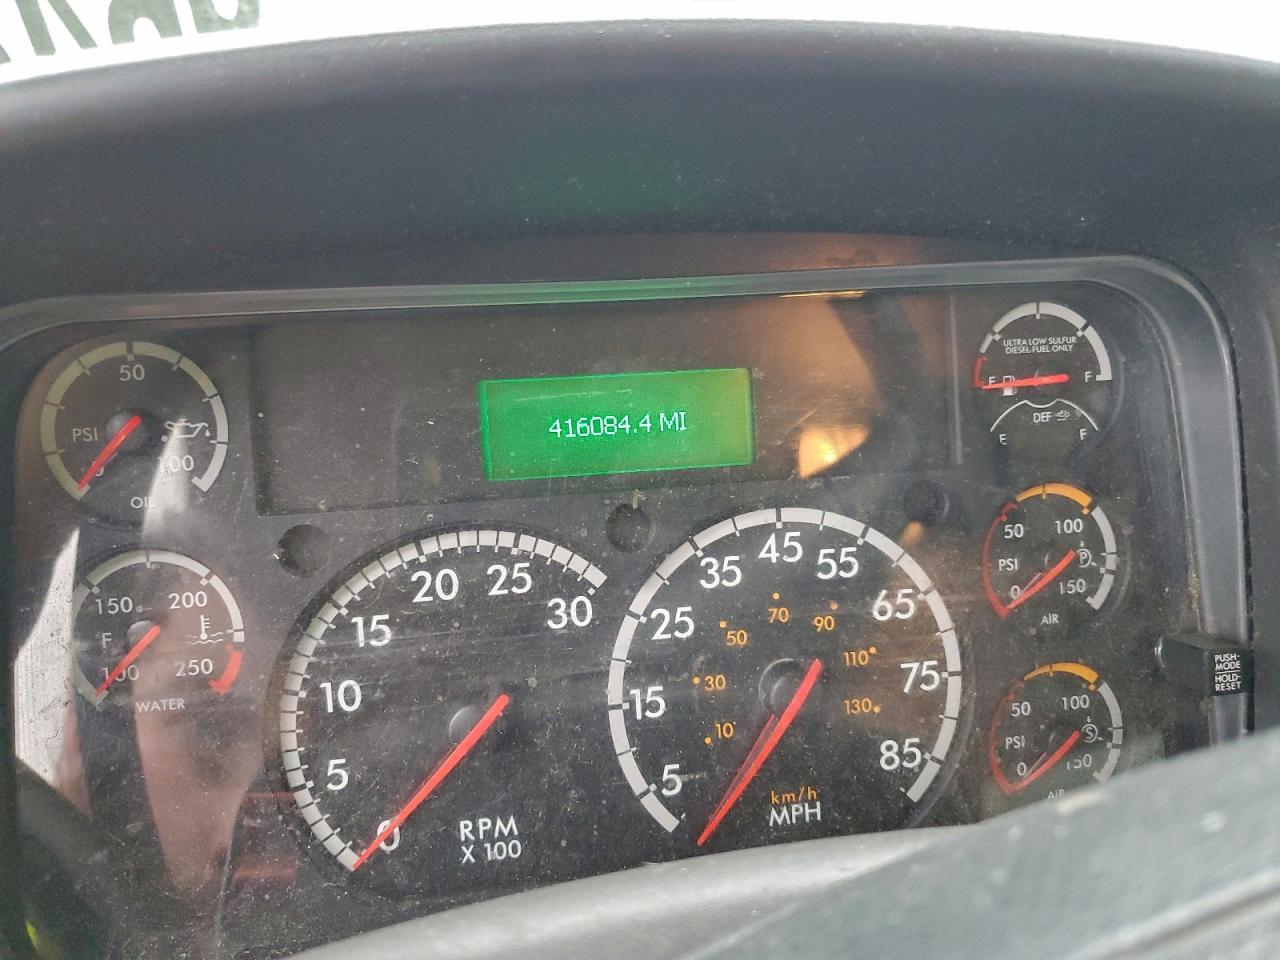 416084.4 MI
50
PSI
0
100
OIL
ULTRA LOW SULFUR
DIESEL FUEL ONLY
E
F
DEF
E
F
150
200
F
100
250
WATER
0
5
10
15
20
25
30
RPM
X 100
5
15
25
35
45
55
65
75
85
10
30
50
70
90
110
130
km/h
MPH
50
100
PSI
P
0
150
AIR
50
100
PSI
S
0
150
AIR
PUSH-
MODE
HOLD-
RESET